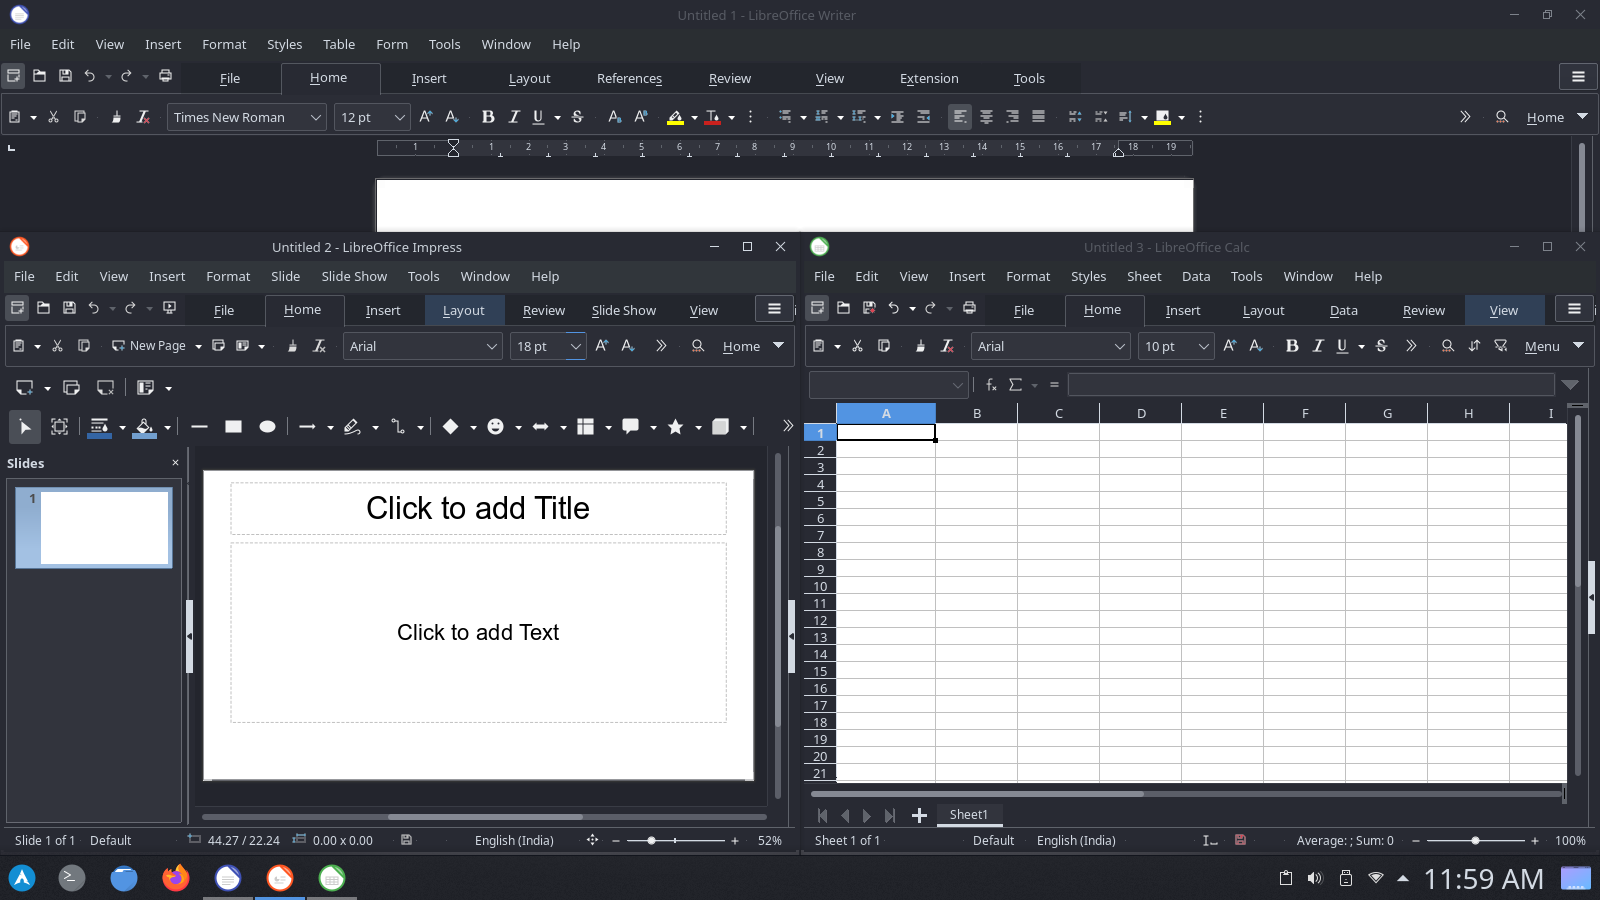 Untitled 1 - LibreOffice Writer
File Edit View Insert Format Styles Table Form Tools Window Help
File Home Insert Layout References Review View Extension Tools
Times New Roman 12 pt Home
1 1 2 3 4 5 6 7 8 9 10 11 12 13 14 15 16 17 18 19
Untitled 2 - LibreOffice Impress
File Edit View Insert Format Slide Slide Show Tools Window Help
File Home Insert Layout Review Slide Show View
New Page Arial 18 pt Home
Slides
1
Click to add Title
Click to add Text
Slide 1 of 1 Default 44.27 / 22.24 0.00 x 0.00 English (India) 52%
Untitled 3 - LibreOffice Calc
File Edit View Insert Format Styles Sheet Data Tools Window Help
File Home Insert Layout Data Review View
Arial 10 pt B I U S Menu
A B C D E F G H I
1
2
3
4
5
6
7
8
9
10
11
12
13
14
15
16
17
18
19
20
21
Sheet1
Sheet 1 of 1 Default English (India) Average: ; Sum: 0 100%
11:59 AM